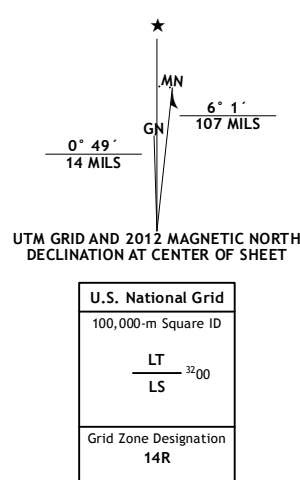 ★
MN
6° 1´
107 MILS
GN
0° 49´
14 MILS
UTM GRID AND 2012 MAGNETIC NORTH
DECLINATION AT CENTER OF SHEET
U.S. National Grid
100,000-m Square ID
LT
3200
LS
Grid Zone Designation
14R